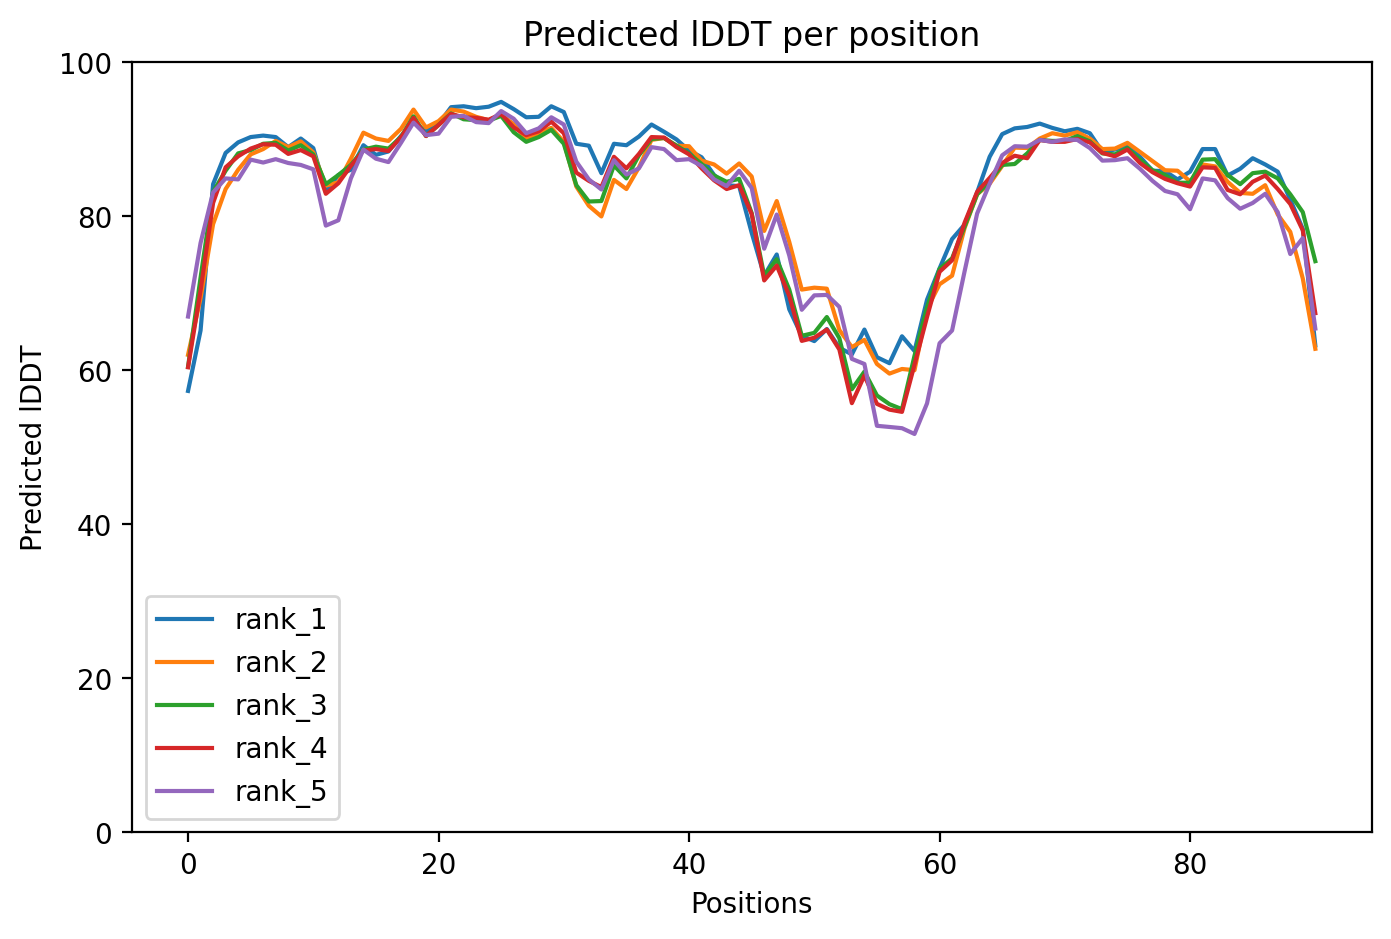 Predicted lDDT per position
100
80
60
40
20
0
Predicted lDDT
rank_1
rank_2
rank_3
rank_4
rank_5
0 20 40 60 80
Positions